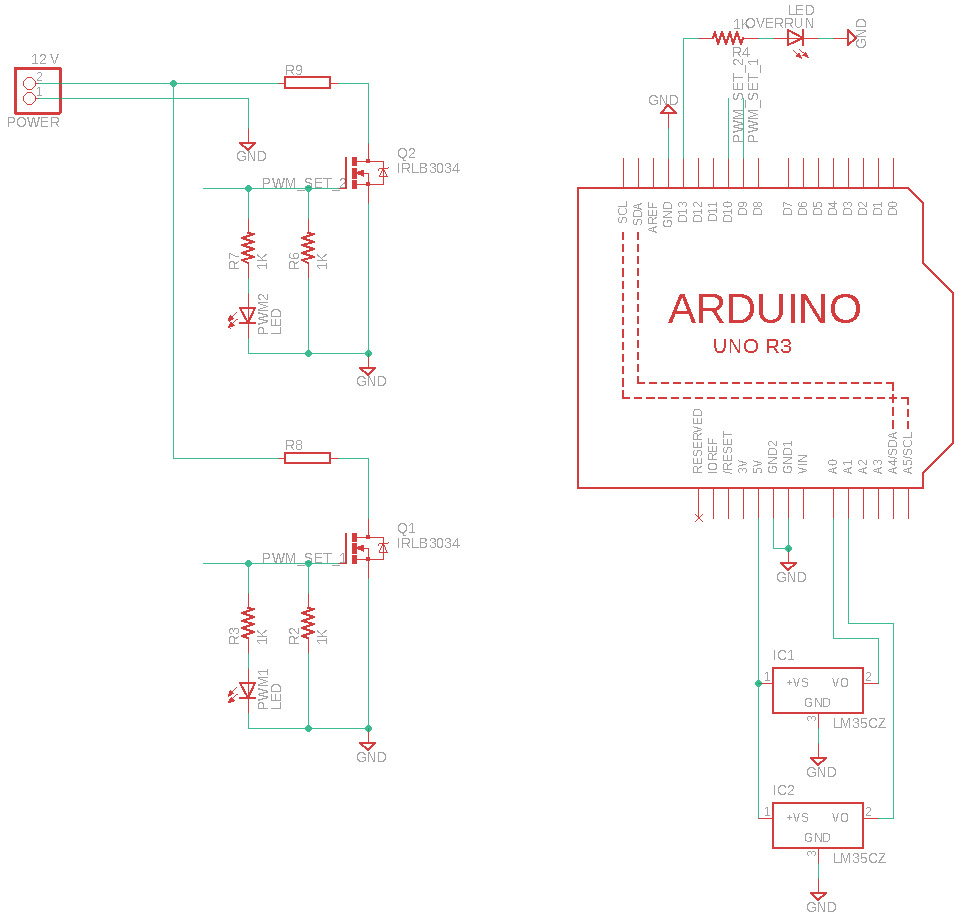 12 V
2
1
POWER
GND
R9
Q2
IRLB3034
PWM_SET_2
R7
1K
R6
1K
PWM2
LED
GND
R8
Q1
IRLB3034
PWM_SET_1
R3
1K
R2
1K
PWM1
LED
GND
LED
1K
OVERRUN
R4
GND
PWM_SET_2
PWM_SET_1
GND
SCL
SDA
AREF
GND
D13
D12
D11
D10
D9
D8
D7
D6
D5
D4
D3
D2
D1
D0
ARDUINO
UNO R3
RESERVED
IOREF
/RESET
3V
5V
GND2
GND1
VIN
A0
A1
A2
A3
A4/SDA
A5/SCL
GND
IC1
1
+VS
VO
2
GND
3
LM35CZ
GND
IC2
1
+VS
VO
2
GND
3
LM35CZ
GND